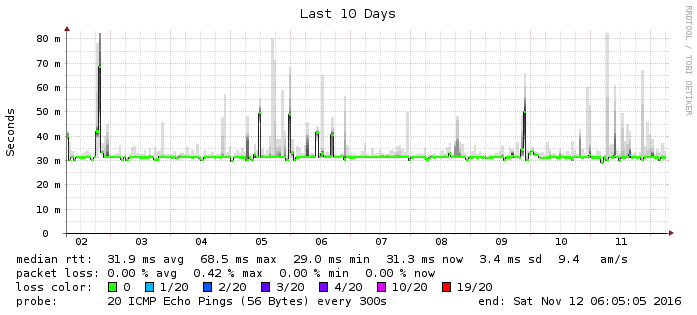 Last 10 Days
RRDTOOL / TOBI OETIKER
Seconds
80 m
70 m
60 m
50 m
40 m
30 m
20 m
10 m
0
02 03 04 05 06 07 08 09 10 11
median rtt: 31.9 ms avg 68.5 ms max 29.0 ms min 31.3 ms now 3.4 ms sd 9.4 am/s
packet loss: 0.00 % avg 0.42 % max 0.00 % min 0.00 % now
loss color: 0 1/20 2/20 3/20 4/20 10/20 19/20
probe: 20 ICMP Echo Pings (56 Bytes) every 300s end: Sat Nov 12 06:05:05 2016